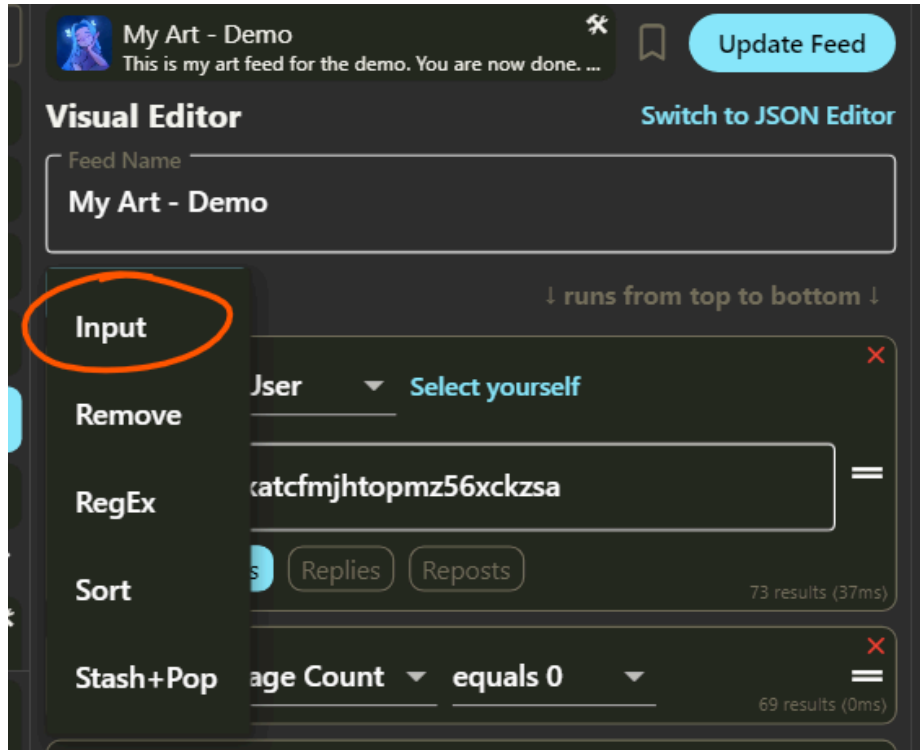 My Art - Demo
This is my art feed for the demo. You are now done. ...
Update Feed
Visual Editor
Switch to JSON Editor
Feed Name
My Art - Demo
↓ runs from top to bottom ↓
Input
Remove
RegEx
Sort
Stash+Pop
User
Select yourself
katcfmjhtopmz56xckzsa
s
Replies
Reposts
73 results (37ms)
age Count
equals 0
69 results (0ms)